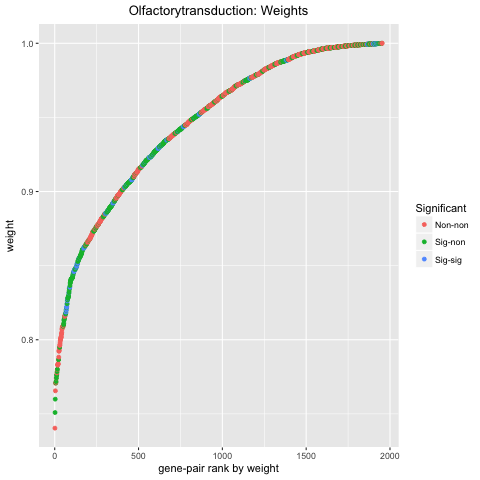 Olfactorytransduction: Weights
1.0
0.9
0.8
weight
0
500
1000
1500
2000
gene-pair rank by weight
Significant
Non-non
Sig-non
Sig-sig